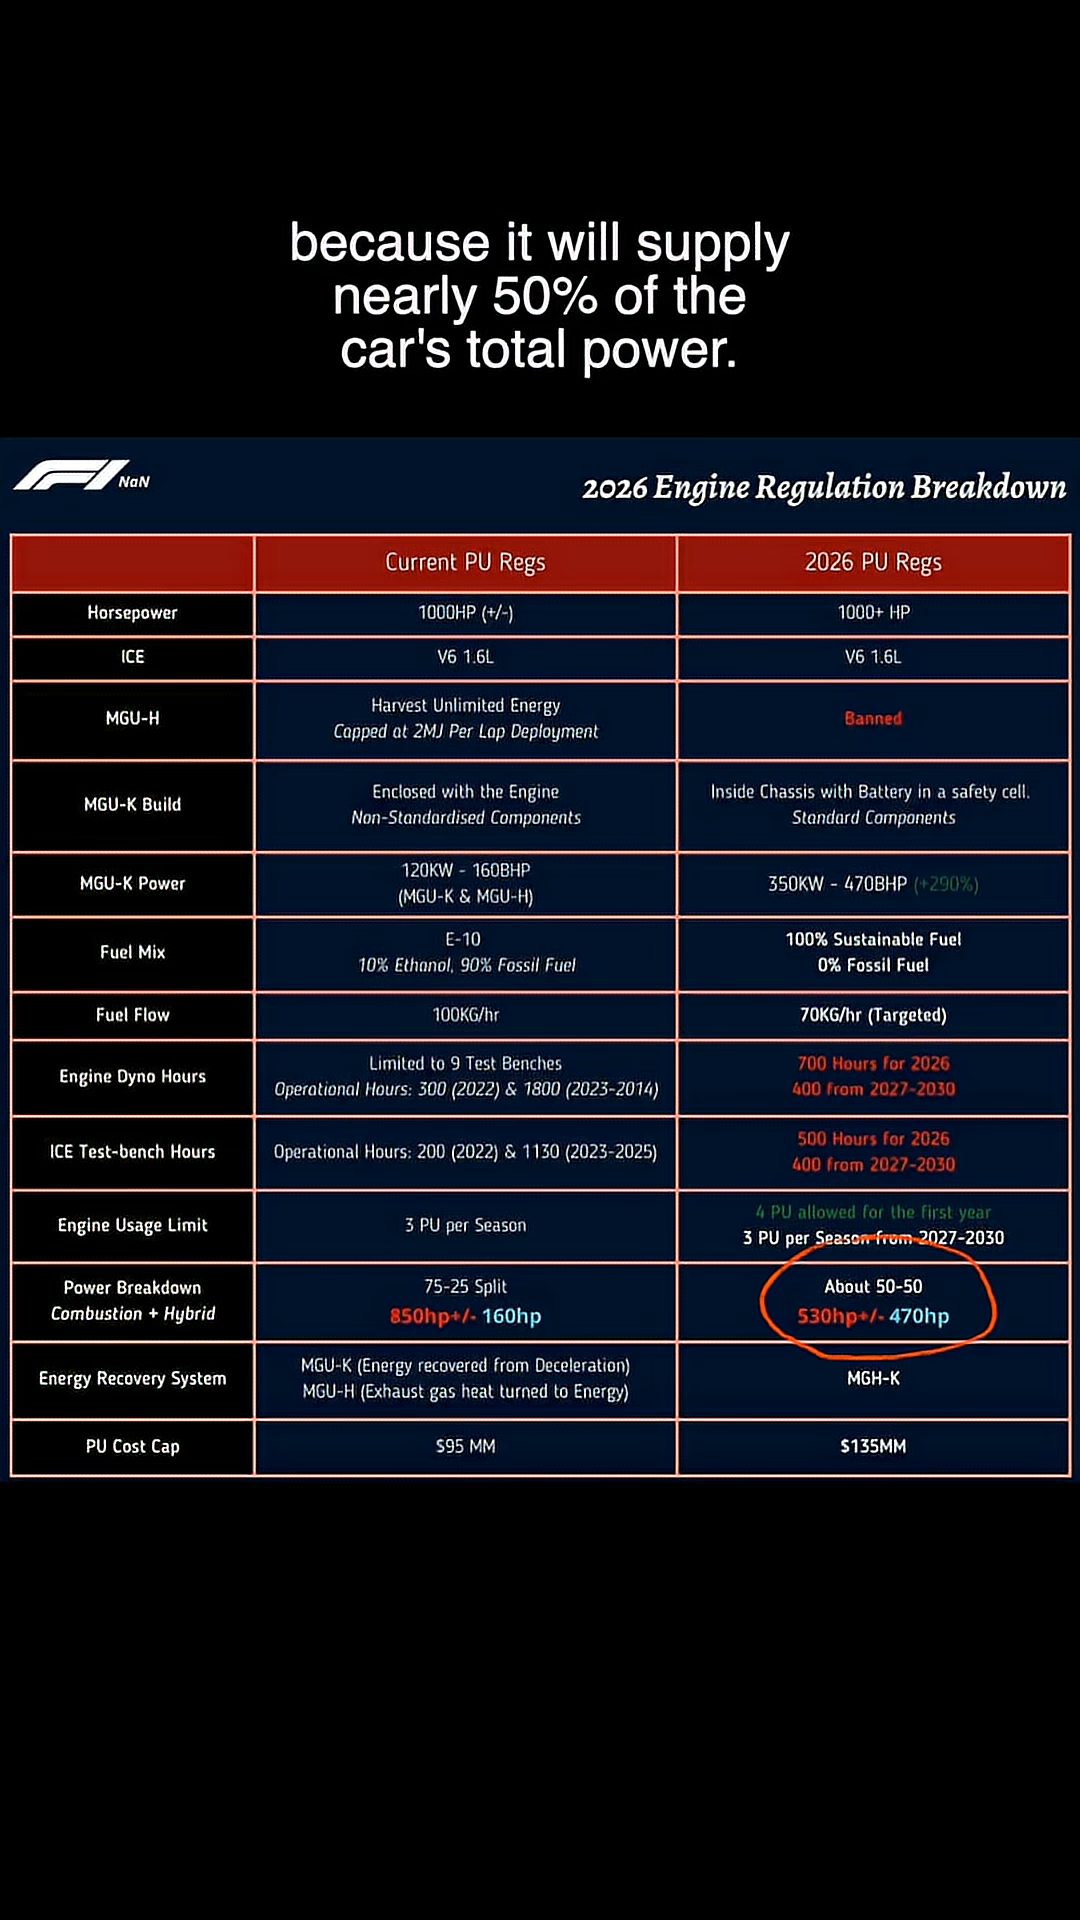 because it will supply
nearly 50% of the
car's total power.
F1 NaN
2026 Engine Regulation Breakdown
Current PU Regs
2026 PU Regs
Horsepower
1000HP (+/-)
1000+ HP
ICE
V6 1.6L
V6 1.6L
MGU-H
Harvest Unlimited Energy
Capped at 2MJ Per Lap Deployment
Banned
MGU-K Build
Enclosed with the Engine
Non-Standardised Components
Inside Chassis with Battery in a safety cell.
Standard Components
MGU-K Power
120KW - 160BHP
(MGU-K & MGU-H)
350KW - 470BHP (+290%)
Fuel Mix
E-10
10% Ethanol, 90% Fossil Fuel
100% Sustainable Fuel
0% Fossil Fuel
Fuel Flow
100KG/hr
70KG/hr (Targeted)
Engine Dyno Hours
Limited to 9 Test Benches
Operational Hours: 300 (2022) & 1800 (2023-2014)
700 Hours for 2026
400 from 2027-2030
ICE Test-bench Hours
Operational Hours: 200 (2022) & 1130 (2023-2025)
500 Hours for 2026
400 from 2027-2030
Engine Usage Limit
3 PU per Season
4 PU allowed for the first year
3 PU per Season from 2027-2030
Power Breakdown
Combustion + Hybrid
75-25 Split
850hp+/- 160hp
About 50-50
530hp+/- 470hp
Energy Recovery System
MGU-K (Energy recovered from Deceleration)
MGU-H (Exhaust gas heat turned to Energy)
MGH-K
PU Cost Cap
$95 MM
$135MM